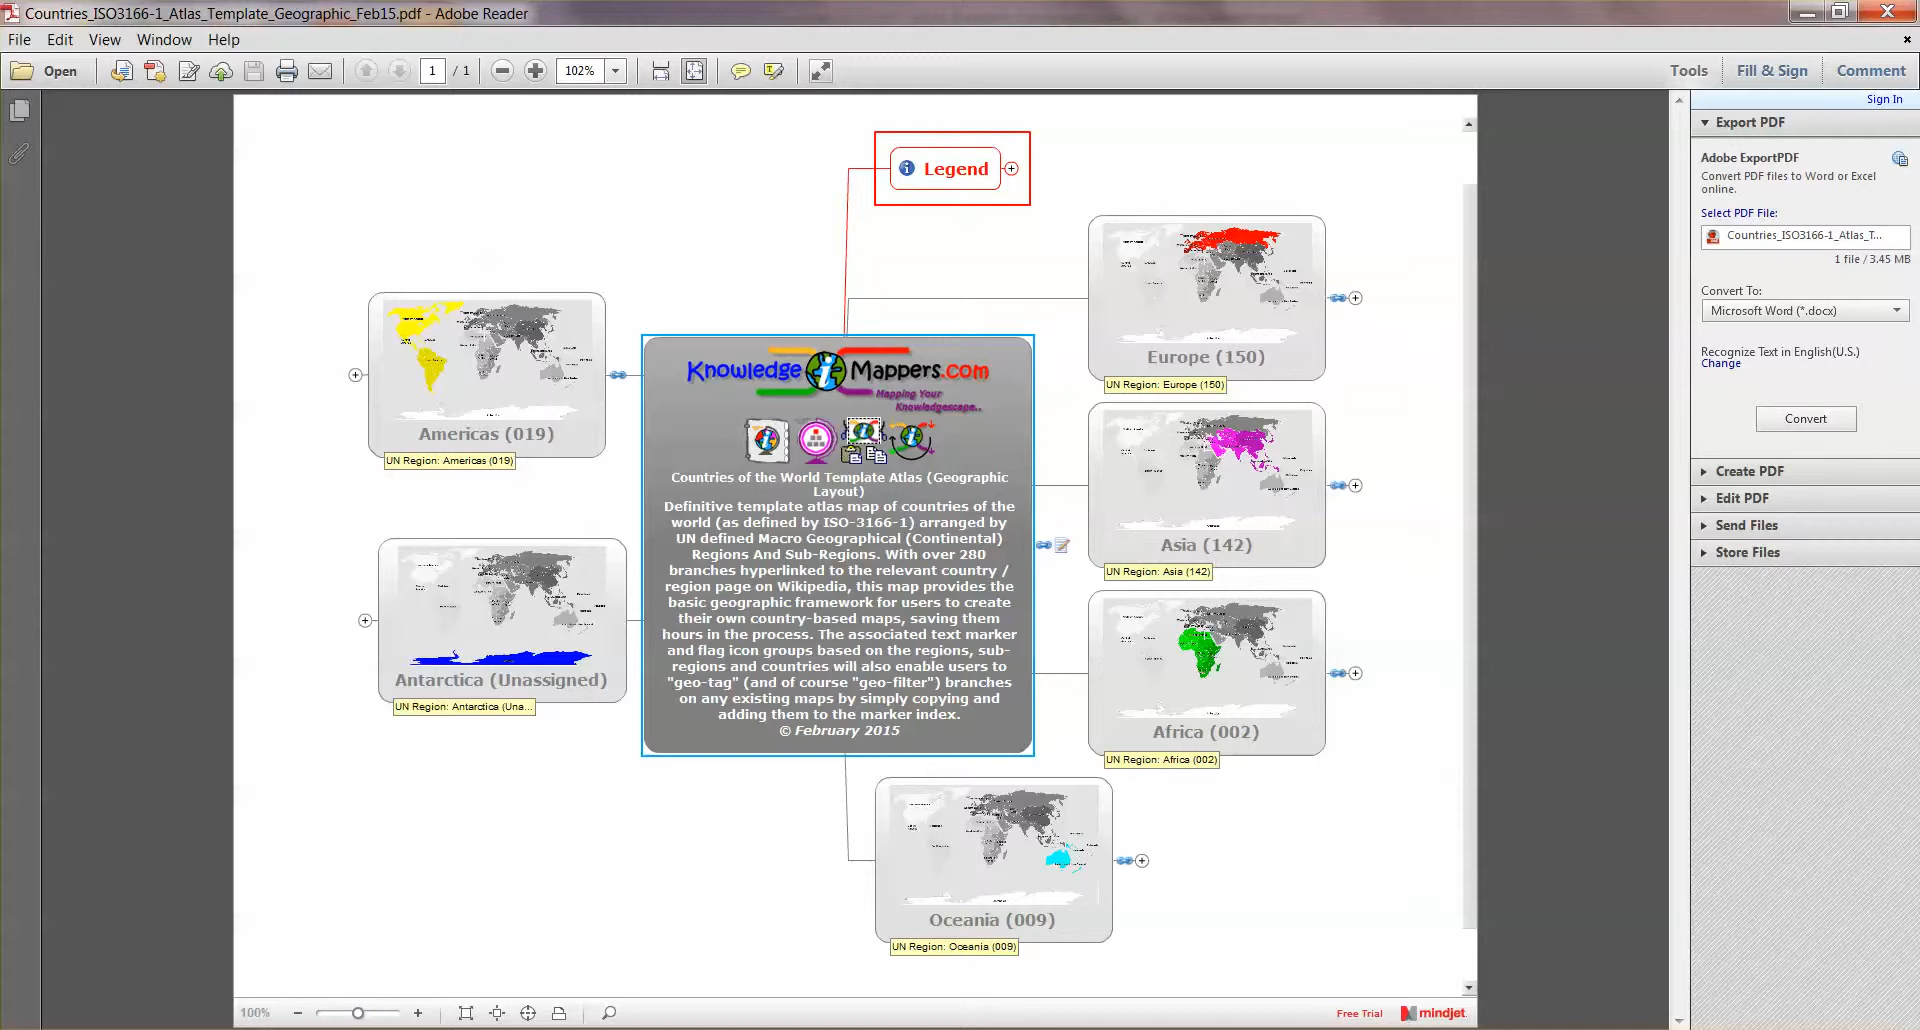 Countries_ISO3166-1_Atlas_Template_Geographic_Feb15.pdf - Adobe Reader
File Edit View Window Help
Open 1 / 1 102% Tools Fill & Sign Comment
Sign In
Export PDF
Adobe ExportPDF
Convert PDF files to Word or Excel
online.
Select PDF File:
Countries_ISO3166-1_Atlas_T...
1 file / 3.45 MB
Convert To:
Microsoft Word (*.docx)
Recognize Text in English(U.S.)
Change
Convert
Create PDF
Edit PDF
Send Files
Store Files
Legend
Americas (019)
UN Region: Americas (019)
Antarctica (Unassigned)
UN Region: Antarctica (Una...
Knowledge Mappers.com
Mapping Your
Knowledgescape..
Countries of the World Template Atlas (Geographic
Layout)
Definitive template atlas map of countries of the
world (as defined by ISO-3166-1) arranged by
UN defined Macro Geographical (Continental)
Regions And Sub-Regions. With over 280
branches hyperlinked to the relevant country /
region page on Wikipedia, this map provides the
basic geographic framework for users to create
their own country-based maps, saving them
hours in the process. The associated text marker
and flag icon groups based on the regions, sub-
regions and countries will also enable users to
"geo-tag" (and of course "geo-filter") branches
on any existing maps by simply copying and
adding them to the marker index.
© February 2015
Europe (150)
UN Region: Europe (150)
Asia (142)
UN Region: Asia (142)
Africa (002)
UN Region: Africa (002)
Oceania (009)
UN Region: Oceania (009)
100%
Free Trial
mindjet